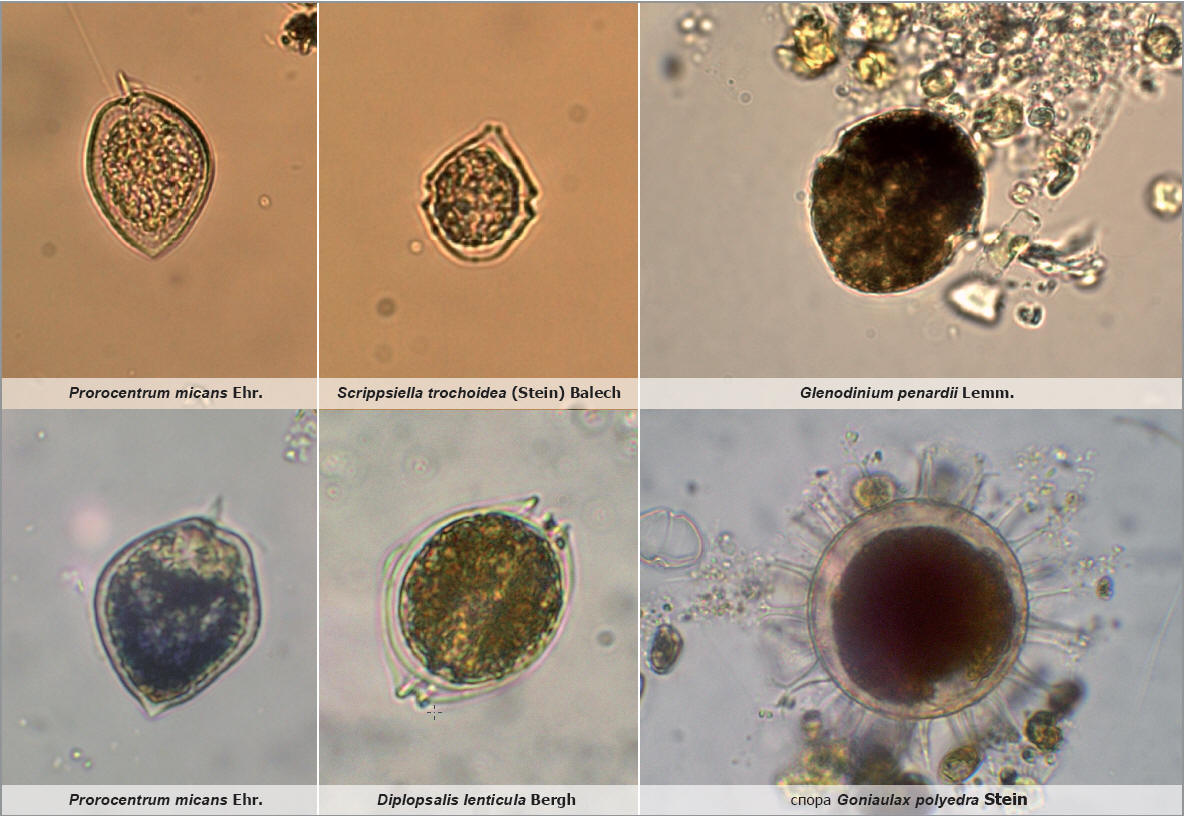 Prorocentrum micans Ehr.
Scrippsiella trochoidea (Stein) Balech
Glenodinium penardii Lemm.
Prorocentrum micans Ehr.
Diplopsalis lenticula Bergh
спора Goniaulax polyedra Stein